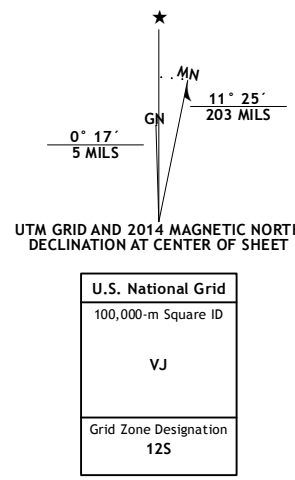 MN
11° 25´
203 MILS
GN
0° 17´
5 MILS
UTM GRID AND 2014 MAGNETIC NORTH
DECLINATION AT CENTER OF SHEET
U.S. National Grid
100,000-m Square ID
VJ
Grid Zone Designation
12S